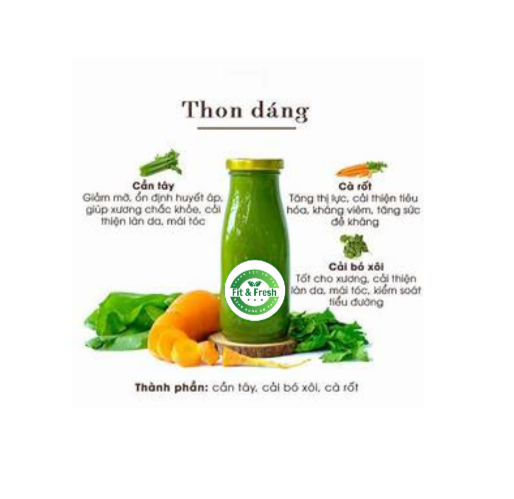 Thon dáng
Cần tây
Giảm mỡ, ổn định huyết áp,
giúp xương chắc khỏe, cải
thiện làn da, mái tóc
Cà rốt
Tăng thị lực, cải thiện tiêu
hóa, kháng viêm, tăng sức
đề kháng
Cải bó xôi
Tốt cho xương, cải thiện
làn da, mái tóc, kiểm soát
tiểu đường
Fit & Fresh
Thành phần: cần tây, cải bó xôi, cà rốt